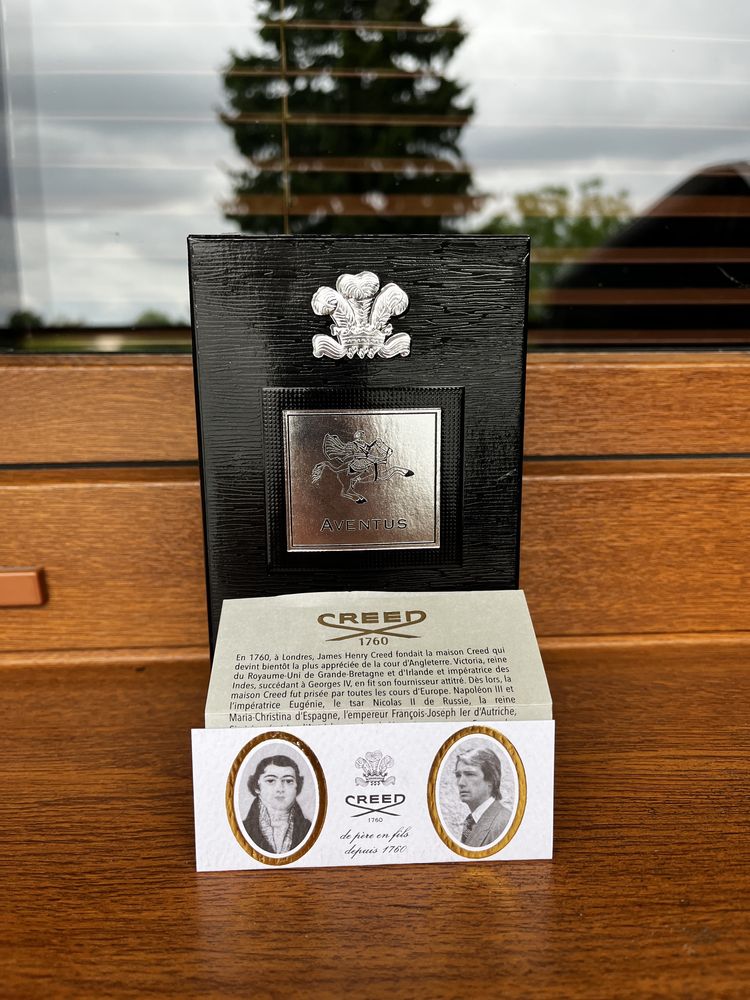 AVENTUS
CREED
1760
En 1760, à Londres, James Henry Creed fondait la maison Creed qui
devint bientôt la plus appréciée de la cour d'Angleterre. Victoria, reine
du Royaume-Uni de Grande-Bretagne et d'Irlande et impératrice des
Indes, succédant à Georges IV, en fit son fournisseur attitré. Dès lors, la
maison Creed fut prisée par toutes les cours d'Europe. Napoléon III et
l'impératrice Eugénie, le tsar Nicolas II de Russie, la reine
Maria-Christina d'Espagne, l'empereur François-Joseph Ier d'Autriche,
CREED
1760
de père en fils
depuis 1760